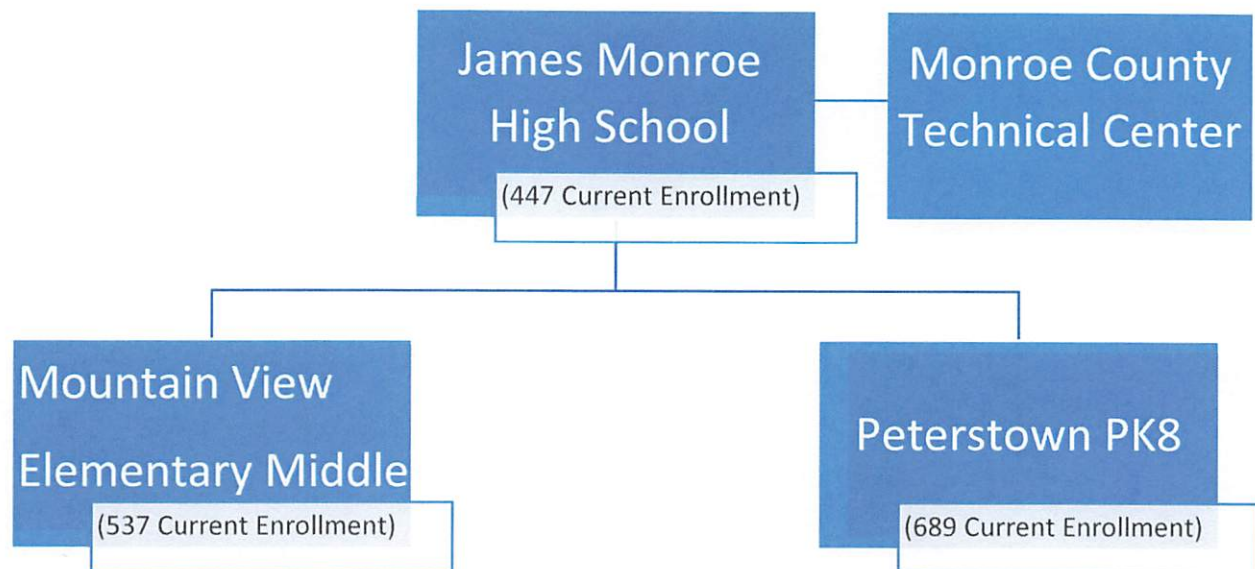 James Monroe
High School
(447 Current Enrollment)
Monroe County
Technical Center
Mountain View
Elementary Middle
(537 Current Enrollment)
Peterstown PK8
(689 Current Enrollment)